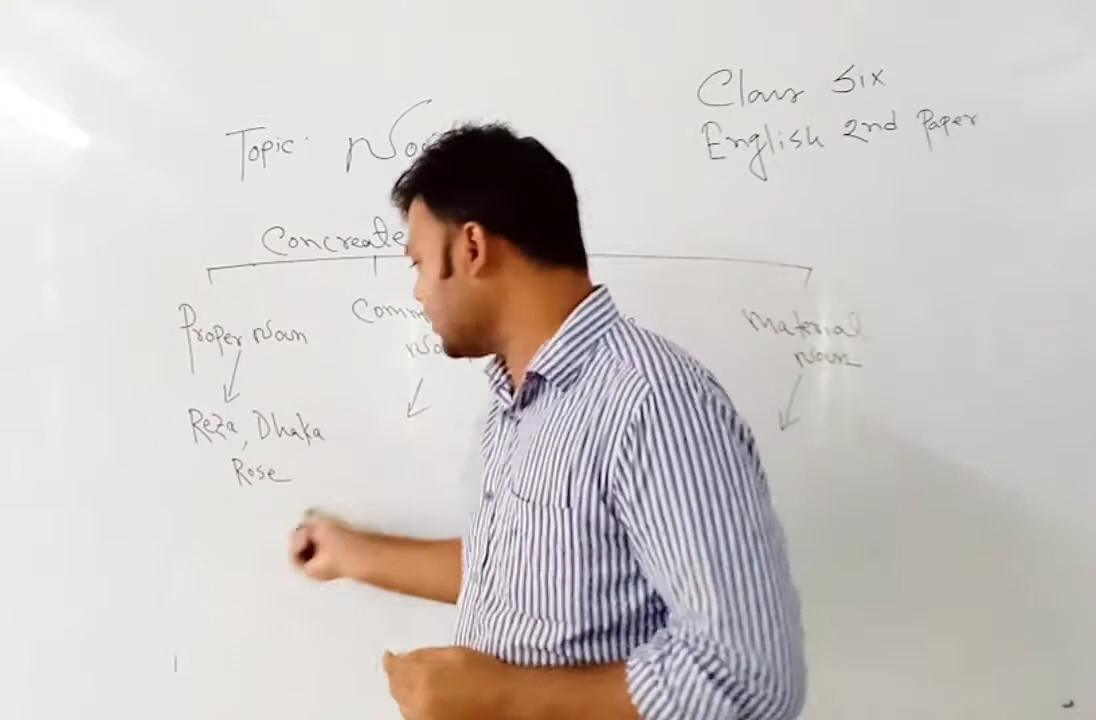 Class Six
English 2nd Paper
Topic:
Concreate
Proper Noun
Material
Noun
Reza, Dhaka
Rose